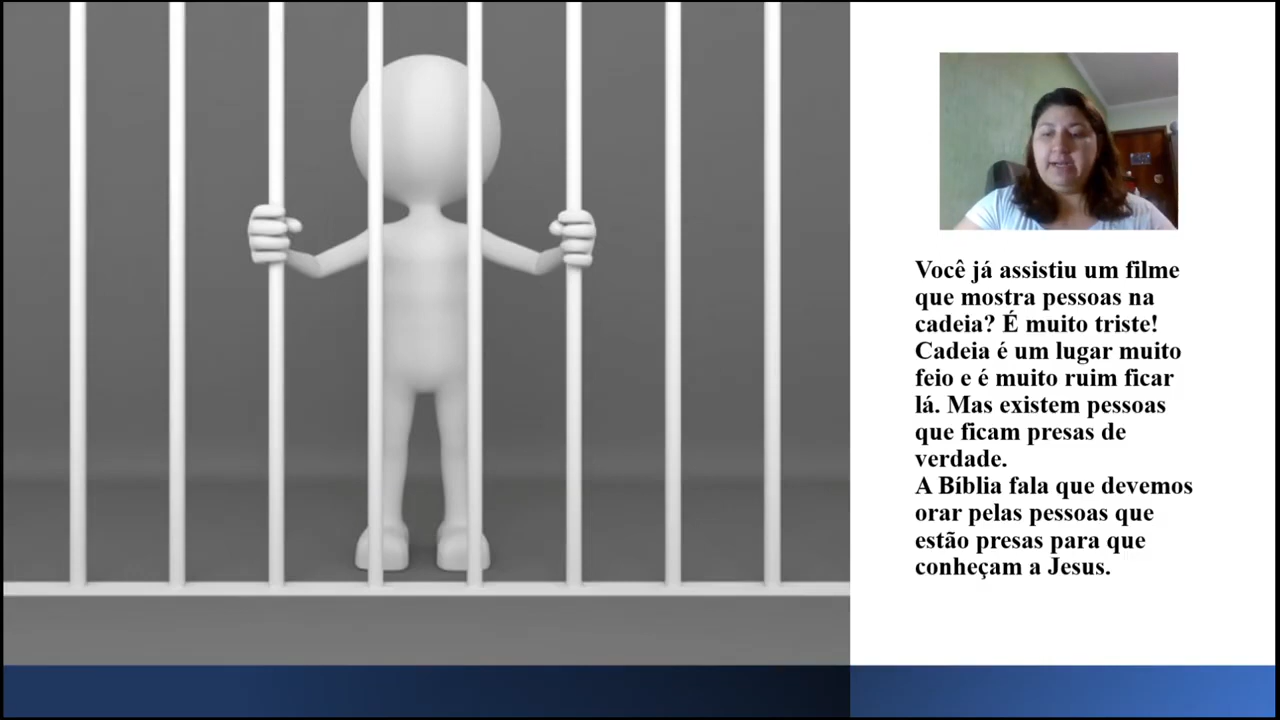 Você já assistiu um filme
que mostra pessoas na
cadeia? É muito triste!
Cadeia é um lugar muito
feio e é muito ruim ficar
lá. Mas existem pessoas
que ficam presas de
verdade.
A Bíblia fala que devemos
orar pelas pessoas que
estão presas para que
conheçam a Jesus.